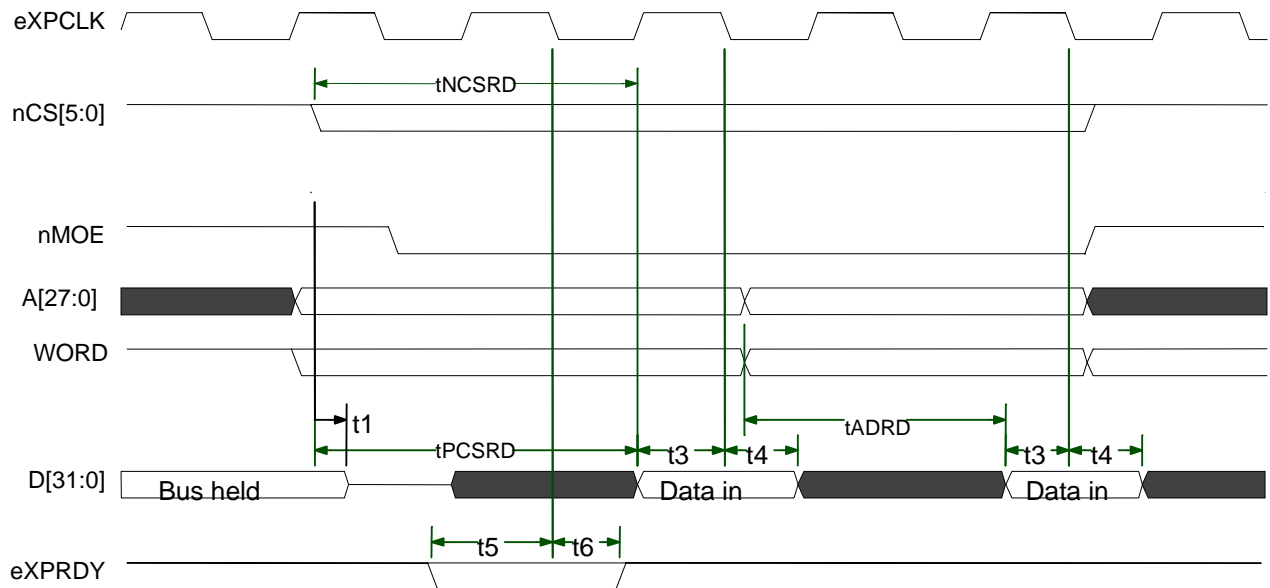 eXPCLK
tNCSRD
nCS[5:0]
nMOE
A[27:0]
WORD
t1
tADRD
tPCSRD
t3
t4
t3
t4
D[31:0]
Bus held
Data in
Data in
t5
t6
eXPRDY